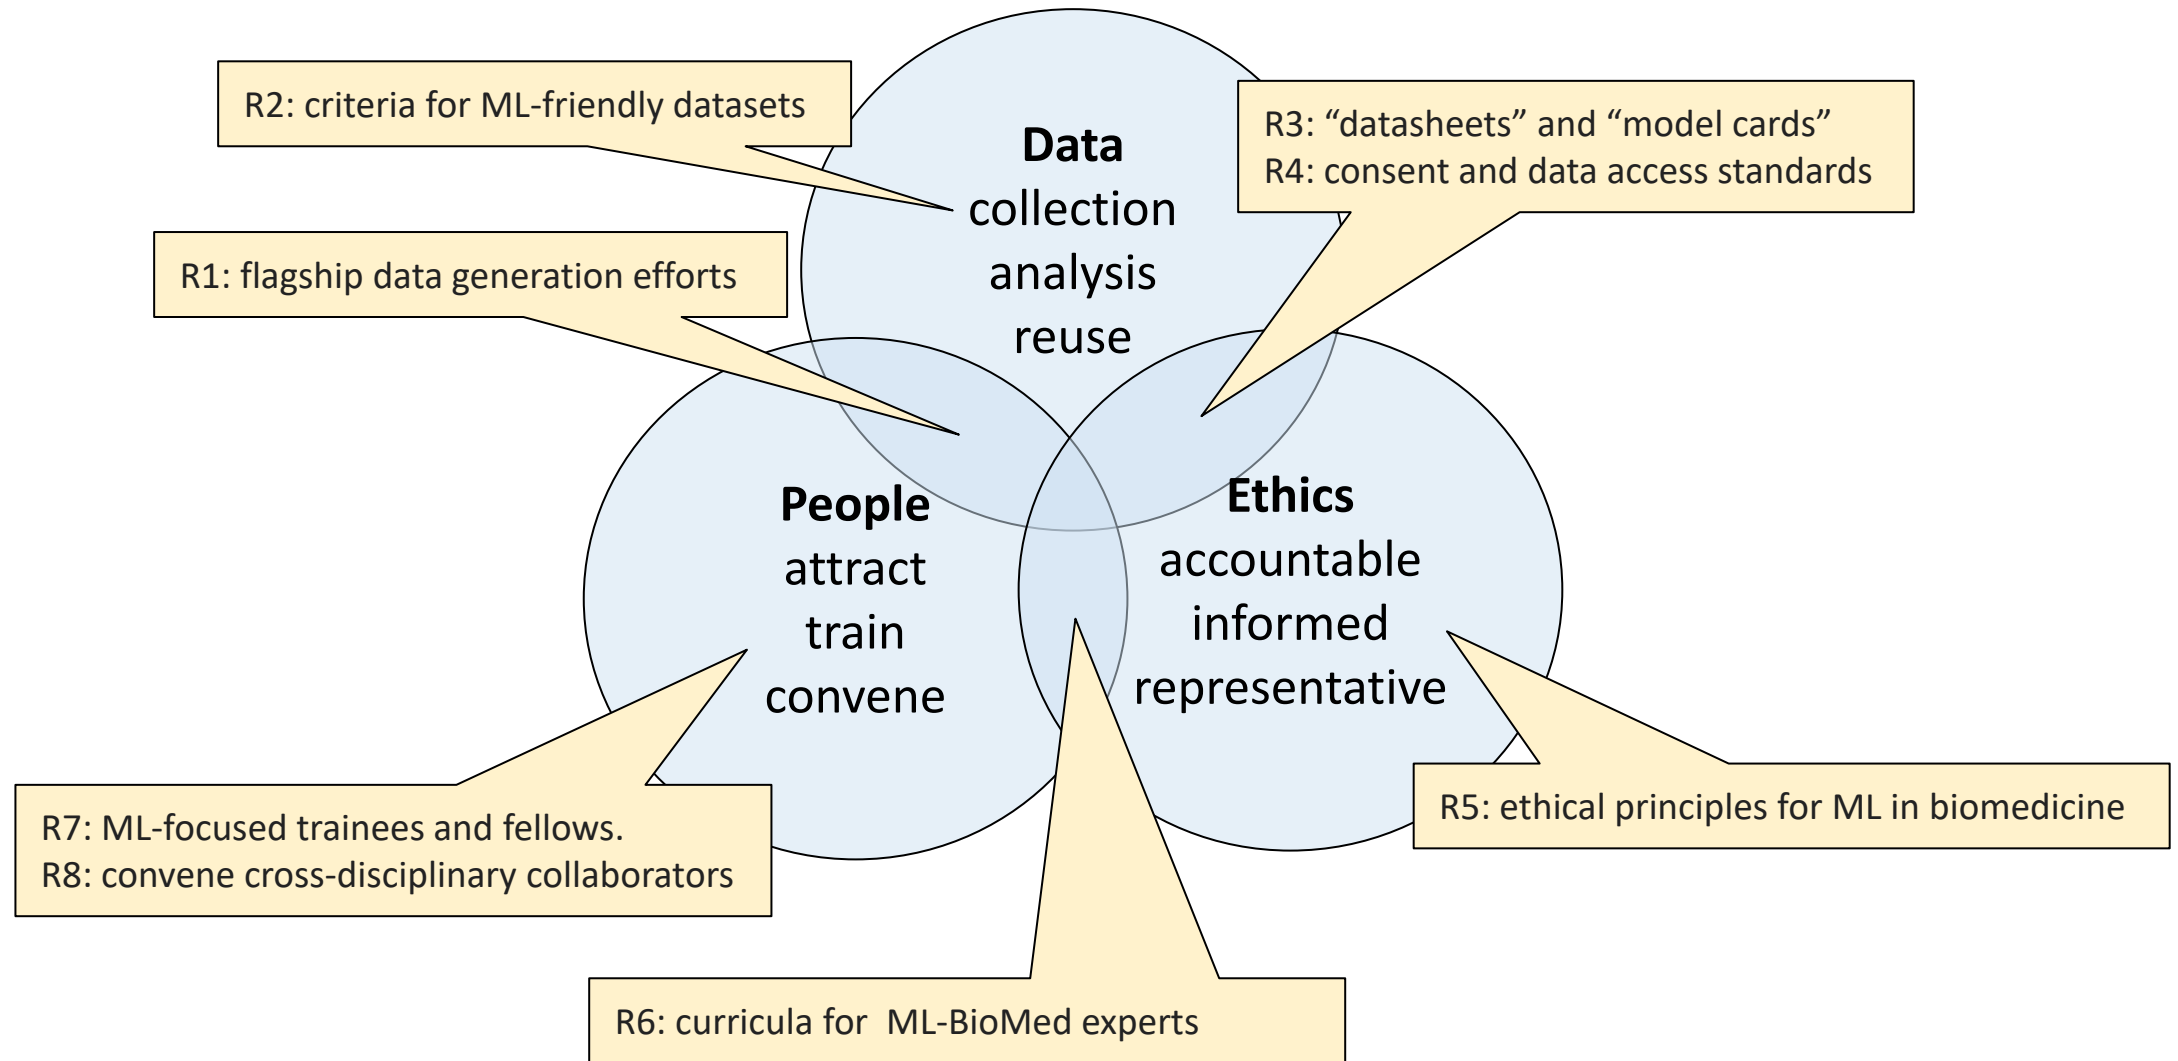 R2: criteria for ML-friendly datasets
R3: “datasheets” and “model cards”
R4: consent and data access standards
Data
collection
analysis
reuse
R1: flagship data generation efforts
People
attract
train
convene
Ethics
accountable
informed
representative
R7: ML-focused trainees and fellows.
R8: convene cross-disciplinary collaborators
R5: ethical principles for ML in biomedicine
R6: curricula for  ML-BioMed experts